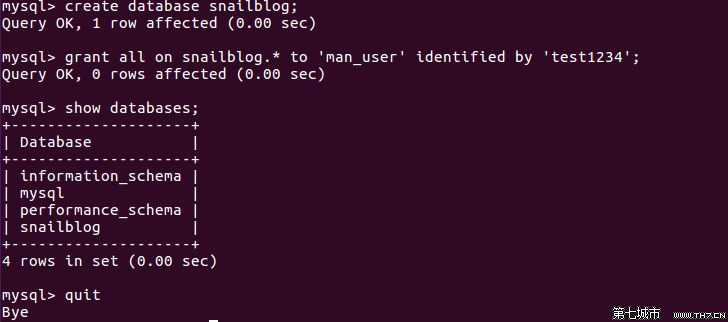 mysql> create database snailblog;
Query OK, 1 row affected (0.00 sec)
mysql> grant all on snailblog.* to 'man_user' identified by 'test1234';
Query OK, 0 rows affected (0.00 sec)
mysql> show databases;
+--------------------+
| Database           |
+--------------------+
| information_schema |
| mysql              |
| performance_schema |
| snailblog          |
+--------------------+
4 rows in set (0.00 sec)
mysql> quit
Bye
第七城市 WWW.TH7.CN